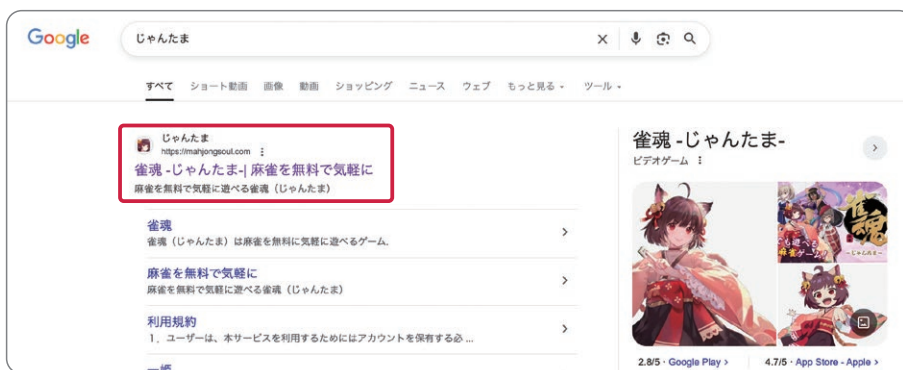 Google
じゃんたま
すべて ショート動画 画像 動画 ショッピング ニュース ウェブ もっと見る ツール
じゃんたま
https://mahjongsoul.com
雀魂 -じゃんたま-| 麻雀を無料で気軽に
麻雀を無料で気軽に遊べる雀魂（じゃんたま）
雀魂
雀魂（じゃんたま）は麻雀を無料に気軽に遊べるゲーム.
麻雀を無料で気軽に
麻雀を無料で気軽に遊べる雀魂（じゃんたま）
利用規約
1．ユーザーは、本サービスを利用するためにはアカウントを保有する必 ...
雀魂 -じゃんたま-
ビデオゲーム
雀魂
-じゃんたま-
2.8/5 · Google Play
4.7/5 · App Store - Apple